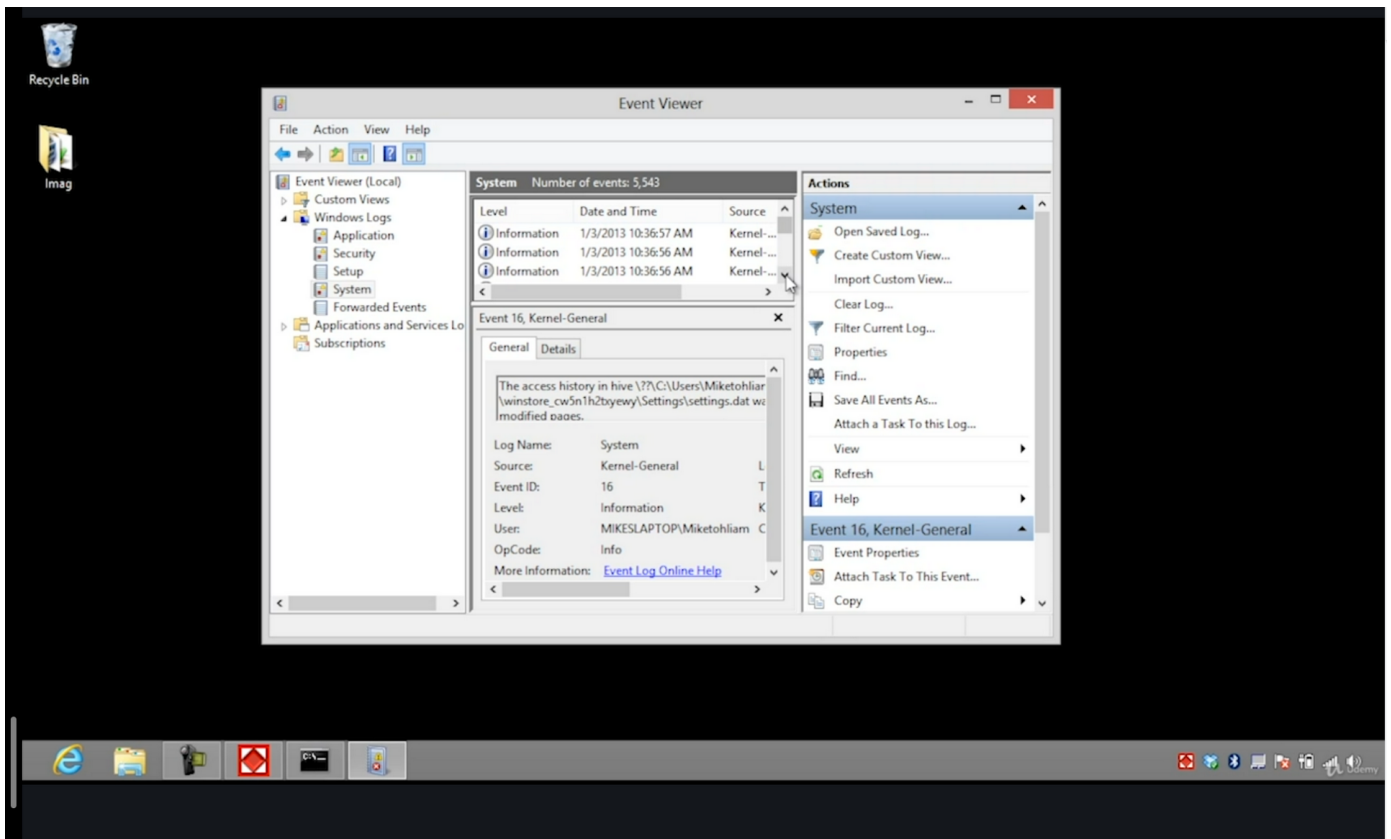 Recycle Bin
Imag
Event Viewer
File Action View Help
Event Viewer (Local)
Custom Views
Windows Logs
Application
Security
Setup
System
Forwarded Events
Applications and Services Lo
Subscriptions
System Number of events: 5,543
Level Date and Time Source
Information 1/3/2013 10:36:57 AM Kernel-...
Information 1/3/2013 10:36:56 AM Kernel-...
Information 1/3/2013 10:36:56 AM Kernel-...
Event 16, Kernel-General
General Details
The access history in hive \??\C:\Users\Miketohliar
\winstore_cw5n1h2txyewy\Settings\settings.dat wa
modified pages.
Log Name: System
Source: Kernel-General L
Event ID: 16 T
Level: Information K
User: MIKESLAPTOP\Miketohliam C
OpCode: Info
More Information: Event Log Online Help
Actions
System
Open Saved Log...
Create Custom View...
Import Custom View...
Clear Log...
Filter Current Log...
Properties
Find...
Save All Events As...
Attach a Task To this Log...
View
Refresh
Help
Event 16, Kernel-General
Event Properties
Attach Task To This Event...
Copy
C:\
Udemy